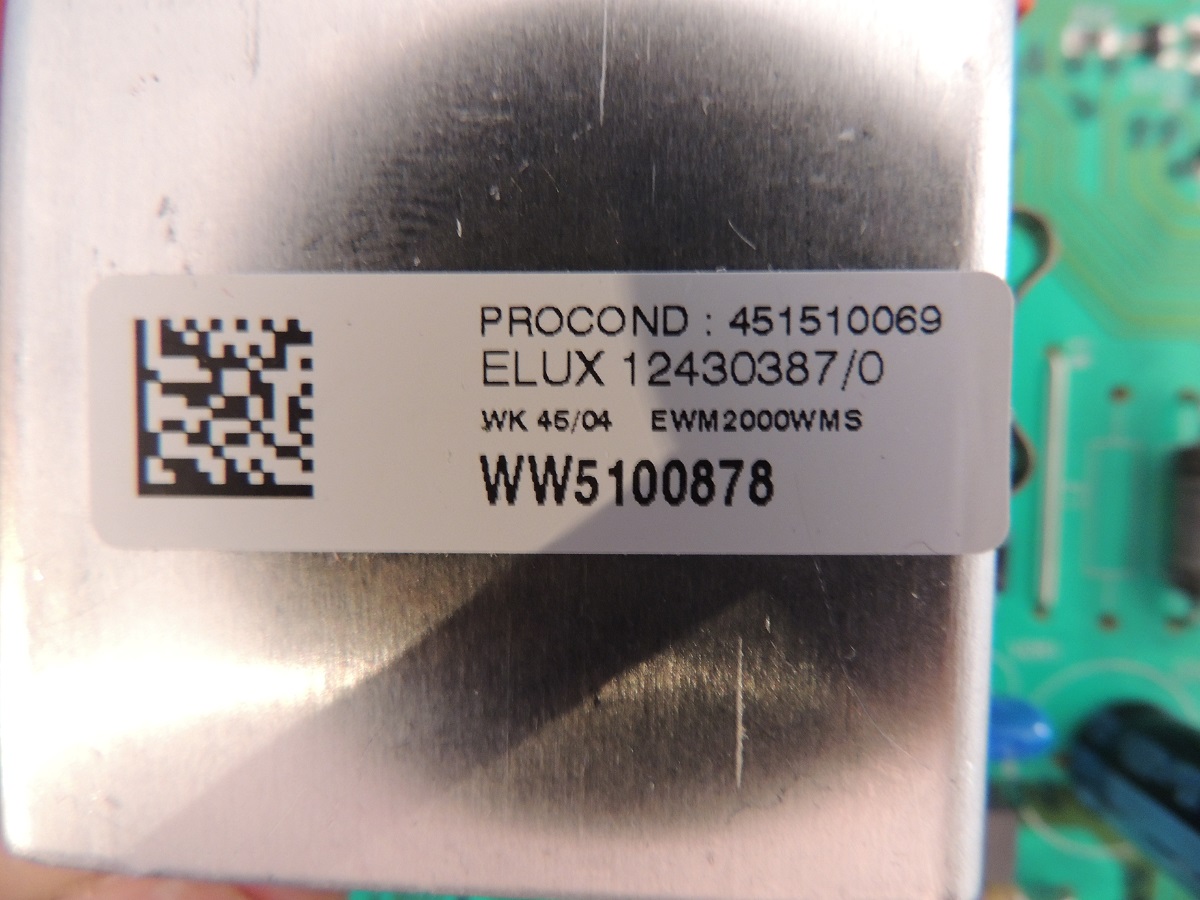 PROCOND : 451510069
ELUX 12430387/0
WK 45/04 EWM2000WMS
WW5100878